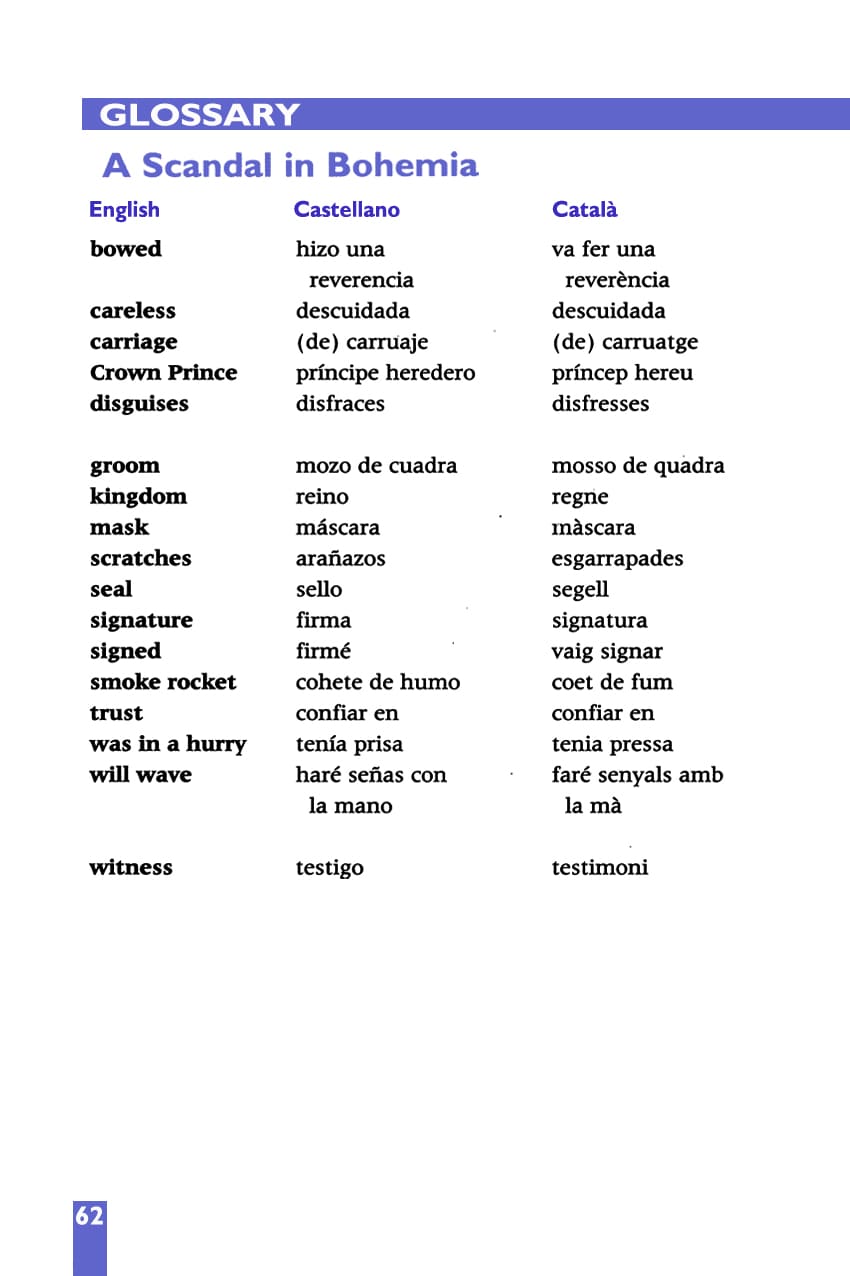 GLOSSARY
A Scandal in Bohemia
English Castellano Català
bowed hizo una va fer una
reverencia reverència
careless descuidada descuidada
carriage (de) carruaje (de) carruatge
Crown Prince príncipe heredero príncep hereu
disguises disfraces disfresses
groom mozo de cuadra mosso de quadra
kingdom reino regne
mask máscara màscara
scratches arañazos esgarrapades
seal sello segell
signature firma signatura
signed firmé vaig signar
smoke rocket cohete de humo coet de fum
trust confiar en confiar en
was in a hurry tenía prisa tenia pressa
will wave haré señas con faré senyals amb
la mano la mà
witness testigo testimoni
62